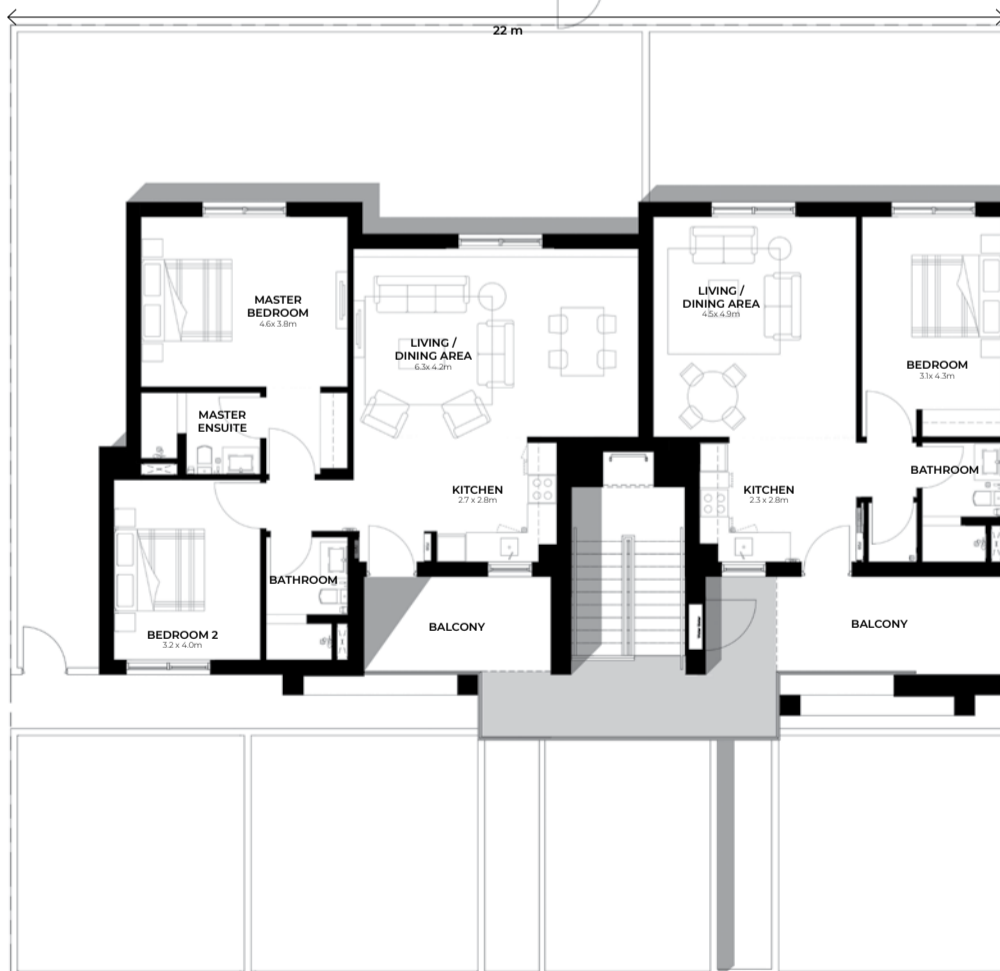 22 m
MASTER
BEDROOM
4.6x 3.8m
LIVING /
DINING AREA
6.3x 4.2m
LIVING /
DINING AREA
4.5x 4.9m
BEDROOM
3.1x 4.3m
MASTER
ENSUITE
KITCHEN
2.7 x 2.8m
KITCHEN
2.3 x 2.8m
BATHROOM
BATHROOM
BEDROOM 2
3.2 x 4.0m
BALCONY
BALCONY